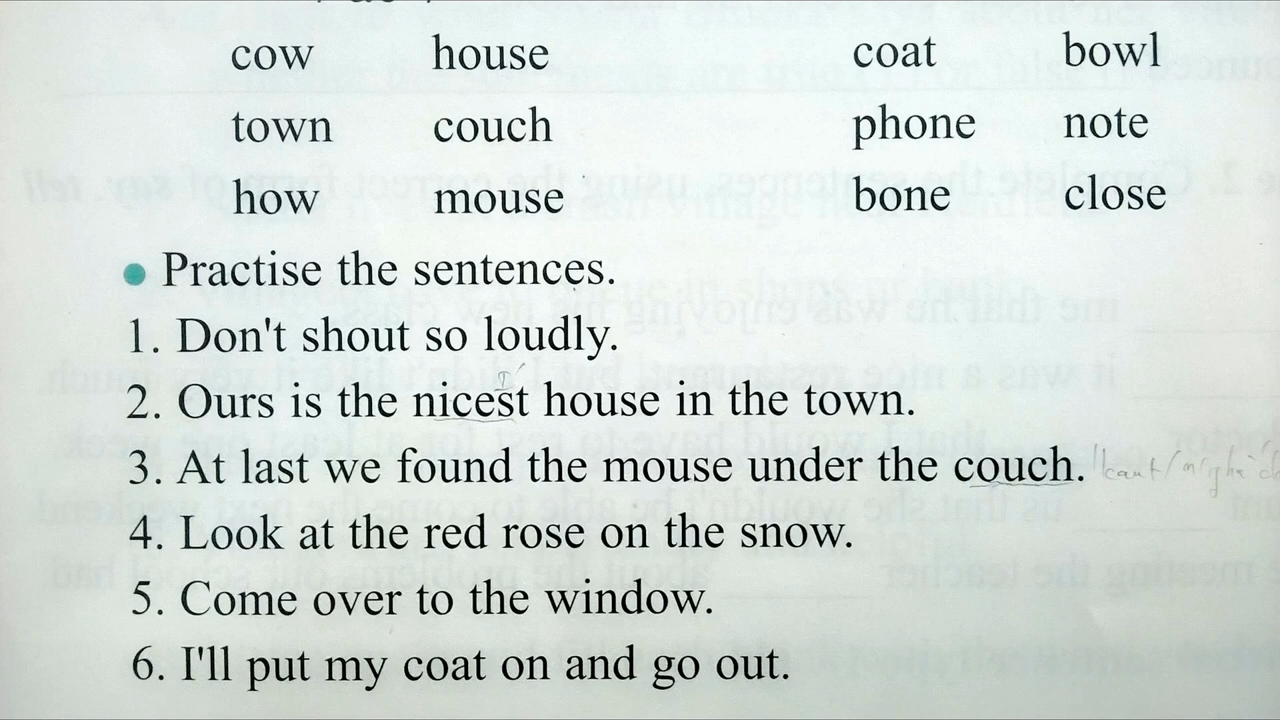 cow house coat bowl
town couch phone note
how mouse bone close
Practise the sentences.
1. Don't shout so loudly.
2. Ours is the nicest house in the town.
3. At last we found the mouse under the couch.
4. Look at the red rose on the snow.
5. Come over to the window.
6. I'll put my coat on and go out.